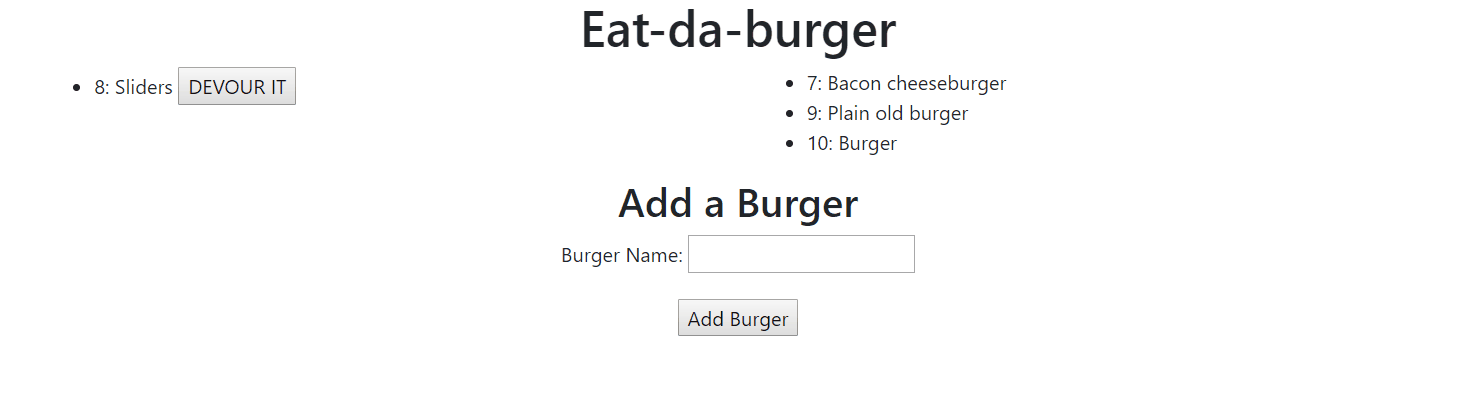 Eat-da-burger
8: Sliders DEVOUR IT
7: Bacon cheeseburger
9: Plain old burger
10: Burger
Add a Burger
Burger Name:
Add Burger